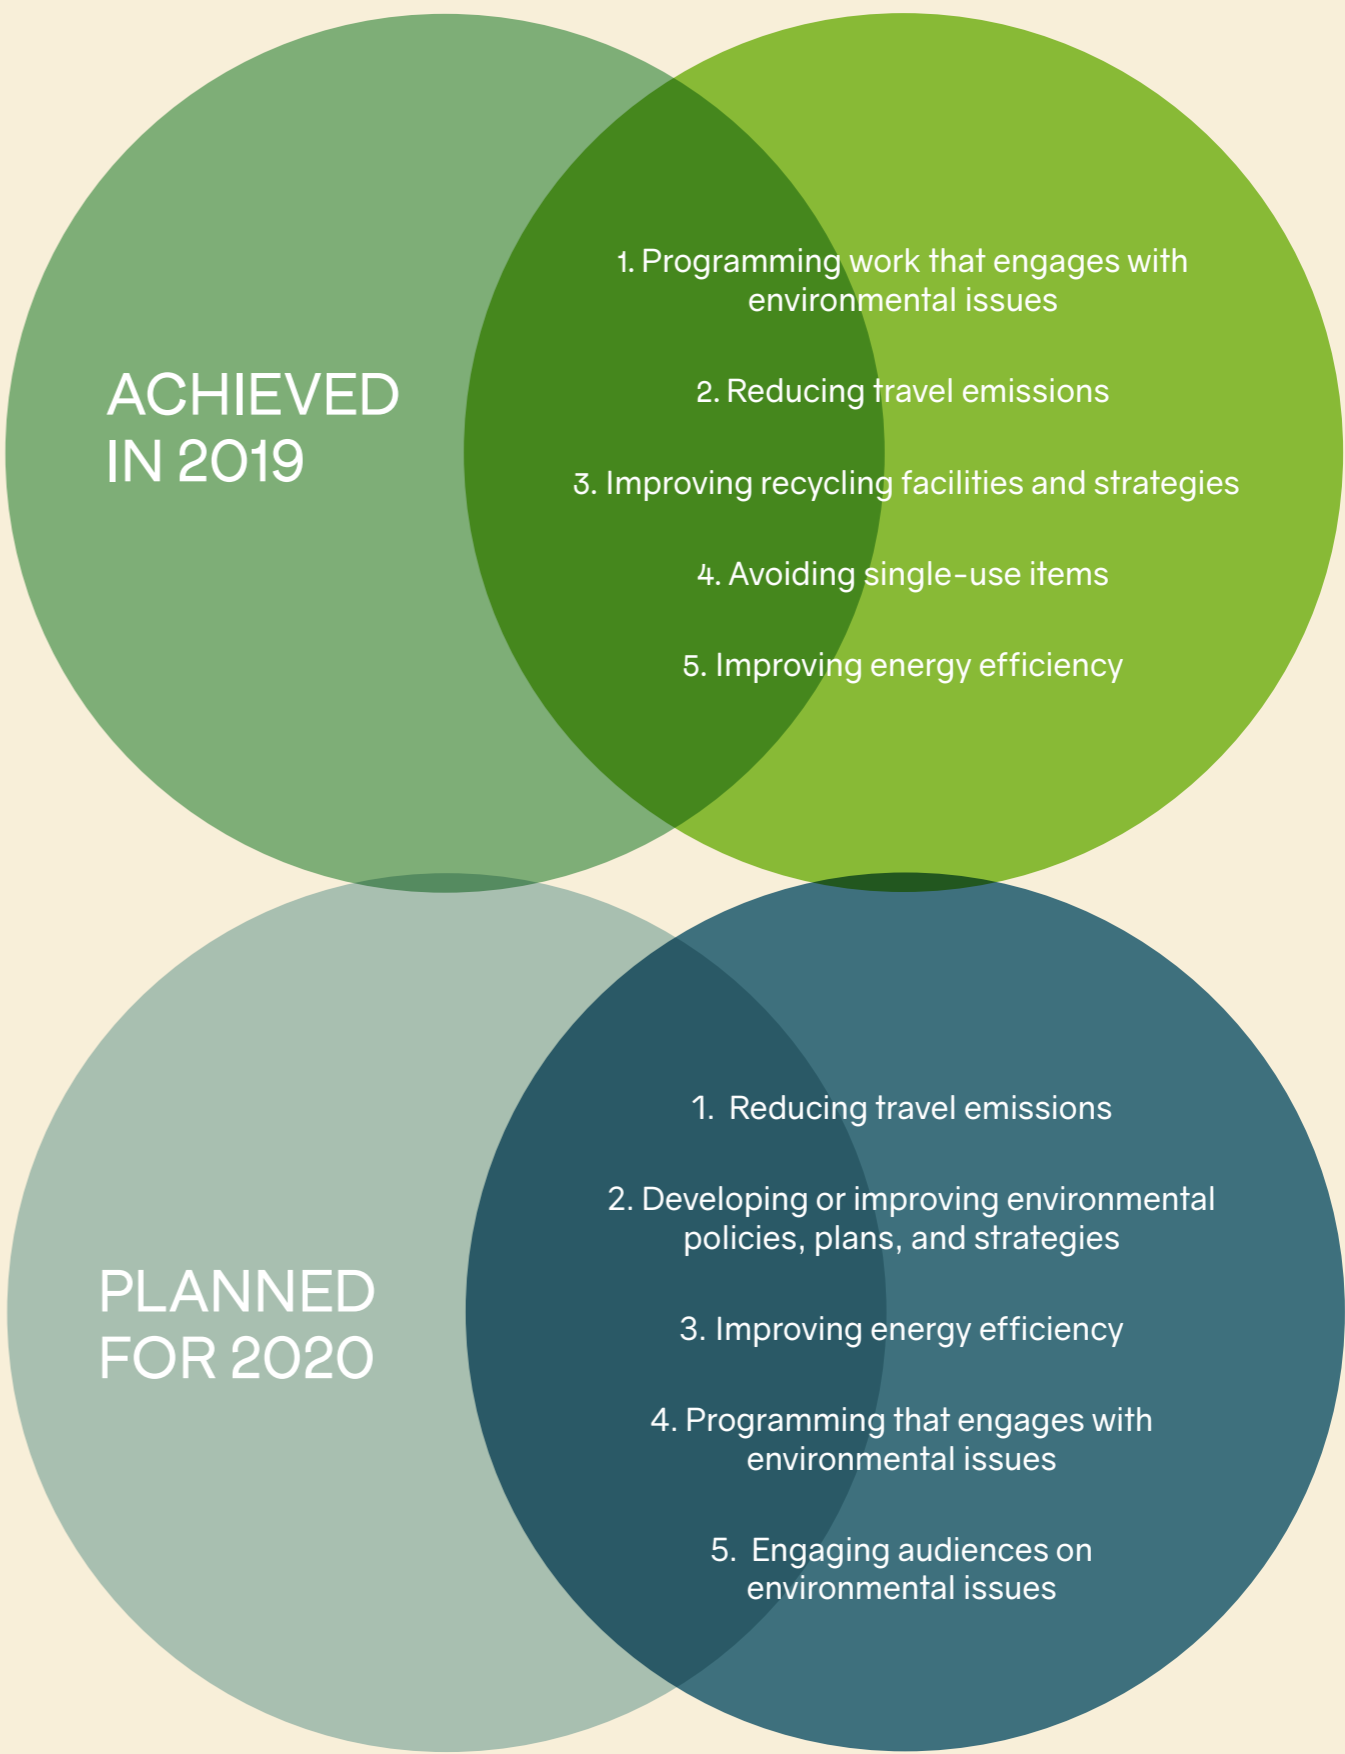 ACHIEVED
IN 2019
1. Programming work that engages with
environmental issues
2. Reducing travel emissions
3. Improving recycling facilities and strategies
4. Avoiding single-use items
5. Improving energy efficiency
PLANNED
FOR 2020
1. Reducing travel emissions
2. Developing or improving environmental
policies, plans, and strategies
3. Improving energy efficiency
4. Programming that engages with
environmental issues
5. Engaging audiences on
environmental issues